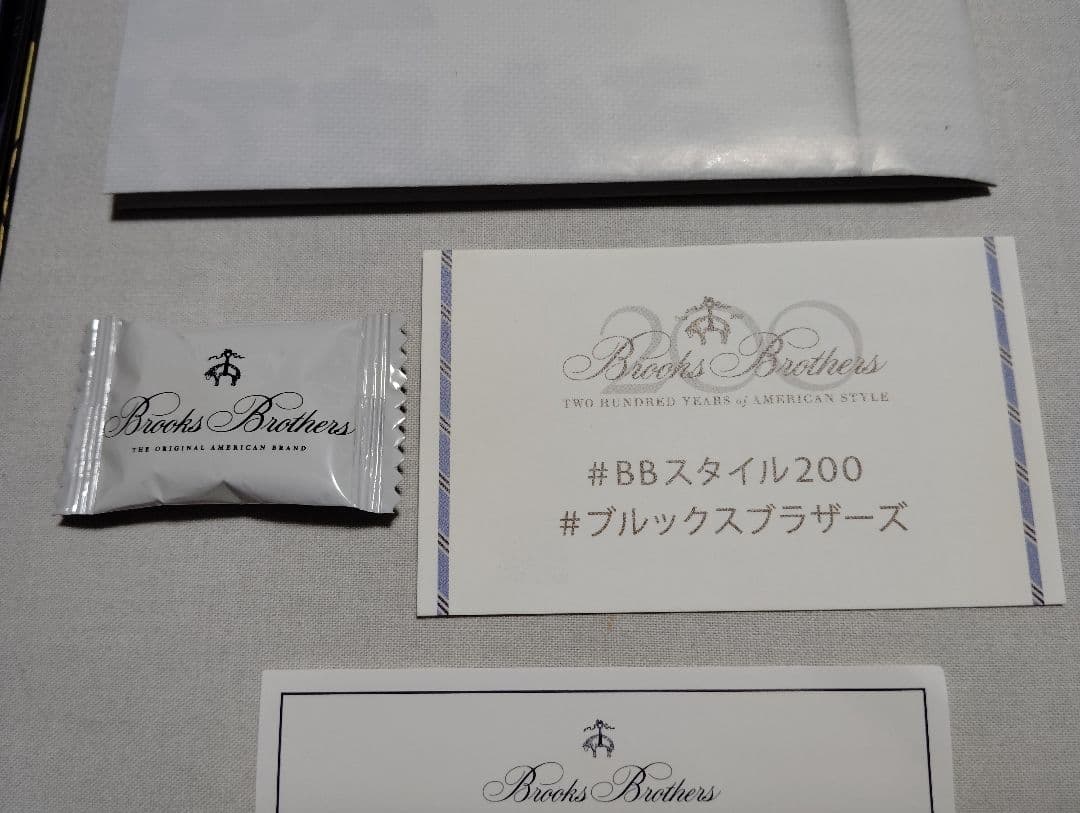 Brooks Brothers
THE ORIGINAL AMERICAN BRAND
200
Brooks Brothers
TWO HUNDRED YEARS of AMERICAN STYLE
#BBスタイル200
#ブルックスブラザーズ
Brooks Brothers